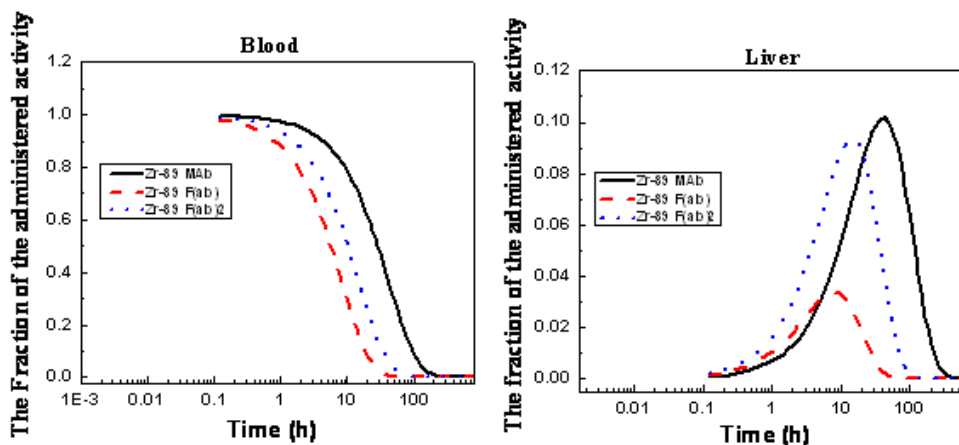 Blood
The Fraction of the administered activity
1.2
1.0
0.8
0.6
0.4
0.2
0.0
Zr-89 MAb
Zr-89 F(ab)
Zr-89 F(ab)2
1E-3 0.01 0.1 1 10 100
Time (h)
Liver
The fraction of the administered activity
0.12
0.10
0.08
0.06
0.04
0.02
0.00
Zr-89 MAb
Zr-89 F(ab)
Zr-89 F(ab)2
0.01 0.1 1 10 100
Time (h)